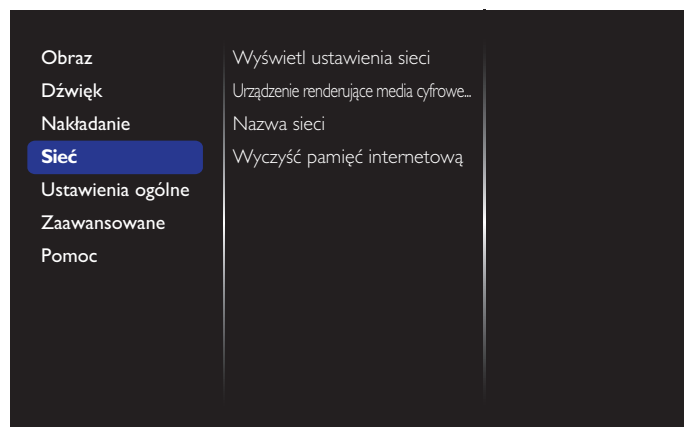 Obraz
Dźwięk
Nakładanie
Sieć
Ustawienia ogólne
Zaawansowane
Pomoc
Wyświetl ustawienia sieci
Urządzenie renderujące media cyfrowe...
Nazwa sieci
Wyczyść pamięć internetową